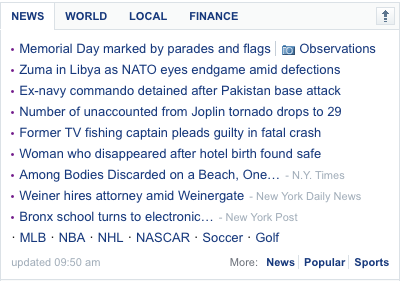 NEWS WORLD LOCAL FINANCE
• Memorial Day marked by parades and flags | Observations
• Zuma in Libya as NATO eyes endgame amid defections
• Ex-navy commando detained after Pakistan base attack
• Number of unaccounted from Joplin tornado drops to 29
• Former TV fishing captain pleads guilty in fatal crash
• Woman who disappeared after hotel birth found safe
• Among Bodies Discarded on a Beach, One… - N.Y. Times
• Weiner hires attorney amid Weinergate - New York Daily News
• Bronx school turns to electronic… - New York Post
· MLB · NBA · NHL · NASCAR · Soccer · Golf
updated 09:50 am More: News | Popular | Sports